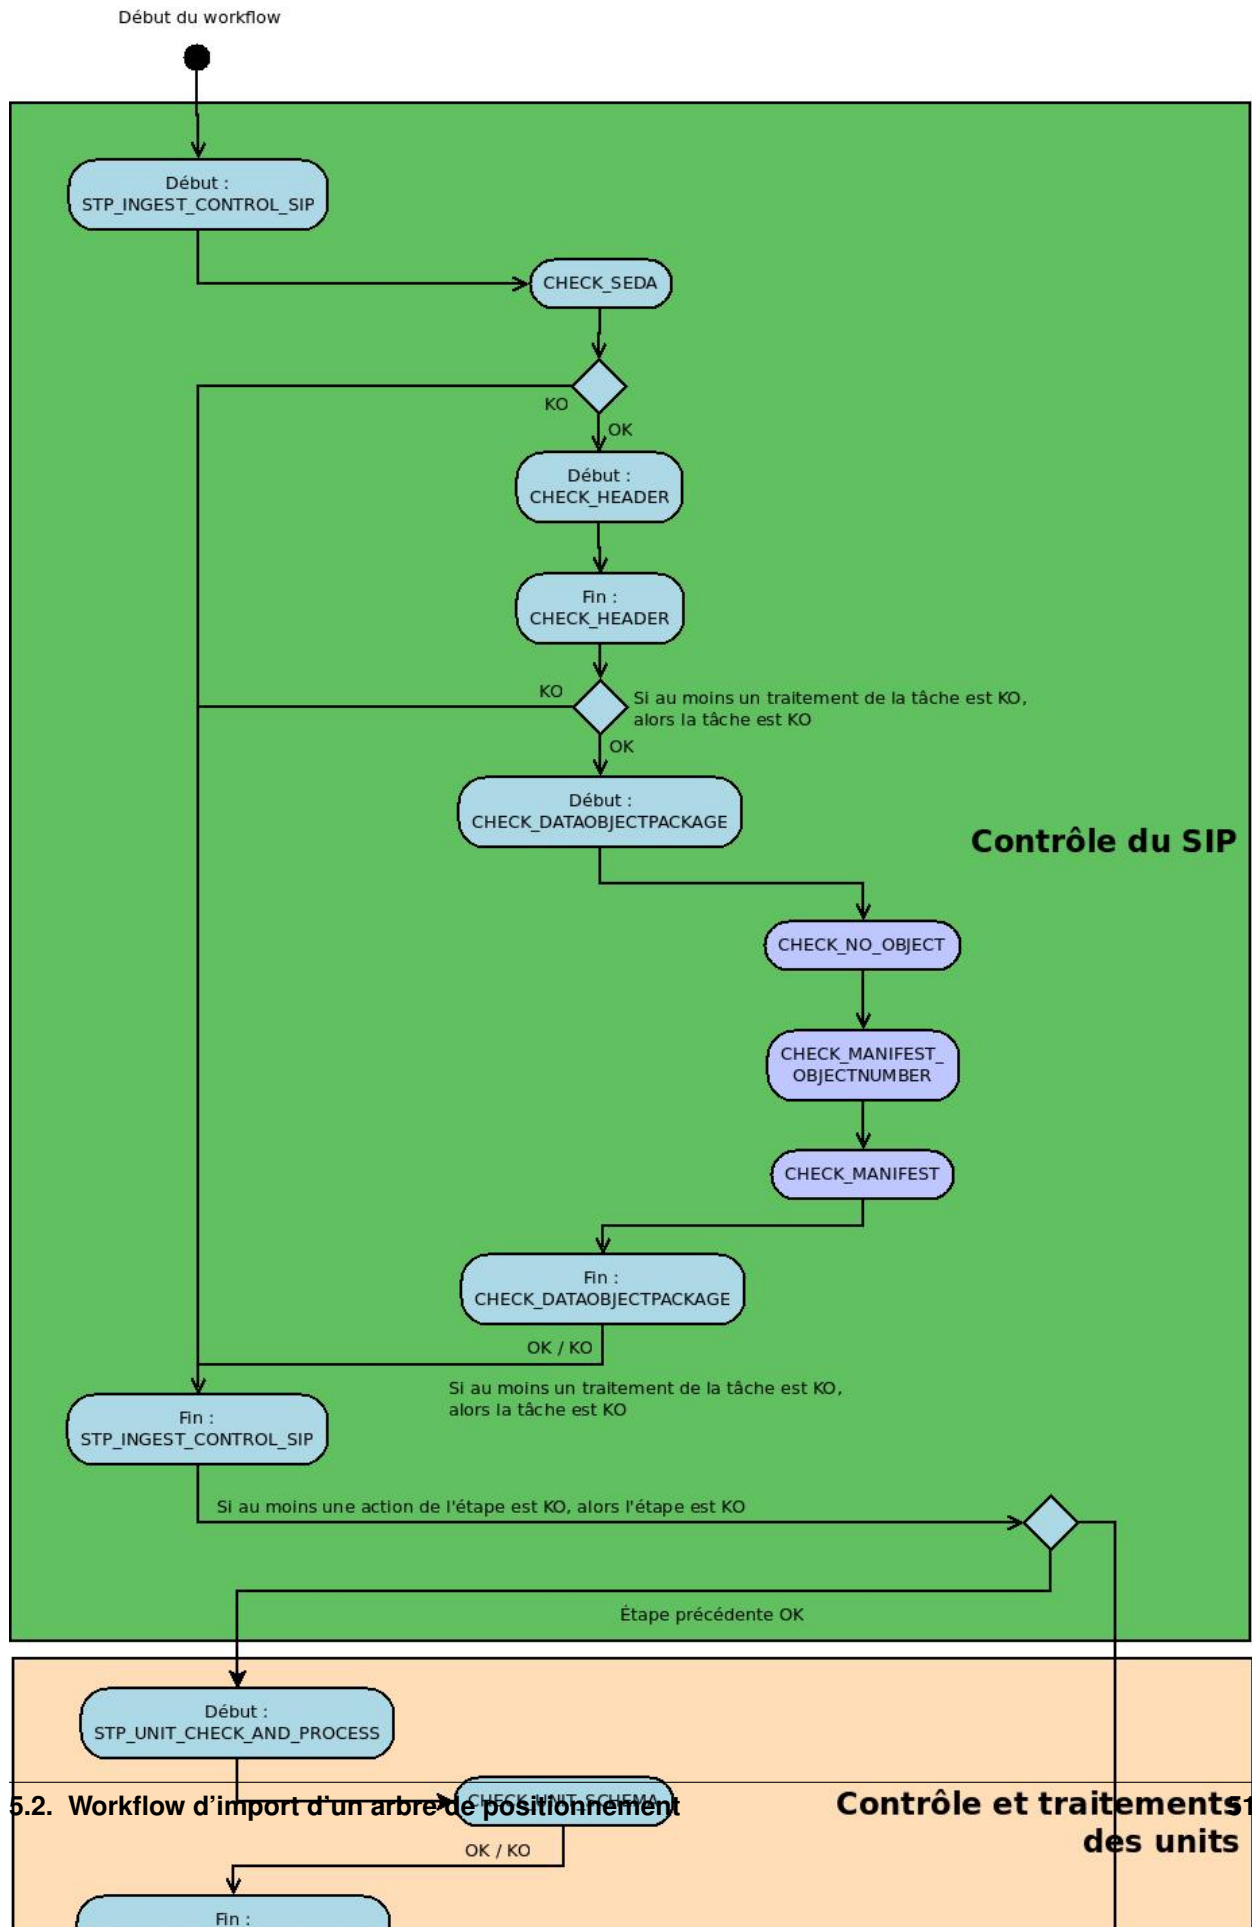 Début du workflow
Début :
STP_INGEST_CONTROL_SIP
CHECK_SEDA
KO
OK
Début :
CHECK_HEADER
Fin :
CHECK_HEADER
KO
Si au moins un traitement de la tâche est KO,
alors la tâche est KO
OK
Début :
CHECK_DATAOBJECTPACKAGE
Contrôle du SIP
CHECK_NO_OBJECT
CHECK_MANIFEST_
OBJECTNUMBER
CHECK_MANIFEST
Fin :
CHECK_DATAOBJECTPACKAGE
OK / KO
Si au moins un traitement de la tâche est KO,
alors la tâche est KO
Fin :
STP_INGEST_CONTROL_SIP
Si au moins une action de l'étape est KO, alors l'étape est KO
Étape précédente OK
Début :
STP_UNIT_CHECK_AND_PROCESS
CHECK_UNIT_SCHEMA
5.2. Workflow d'import d'un arbre de positionnement
51
Contrôle et traitements
des units
OK / KO
Fin :